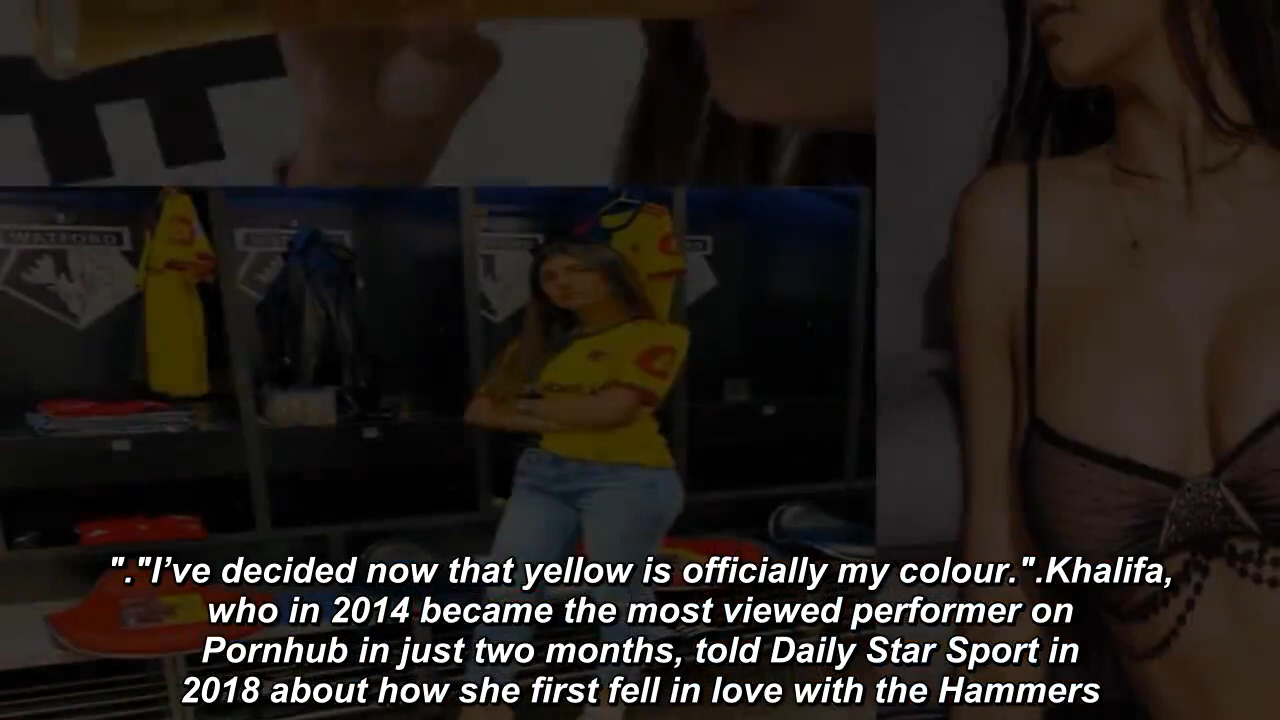 WATFORD
"."I’ve decided now that yellow is officially my colour.".Khalifa,
who in 2014 became the most viewed performer on
Pornhub in just two months, told Daily Star Sport in
2018 about how she first fell in love with the Hammers